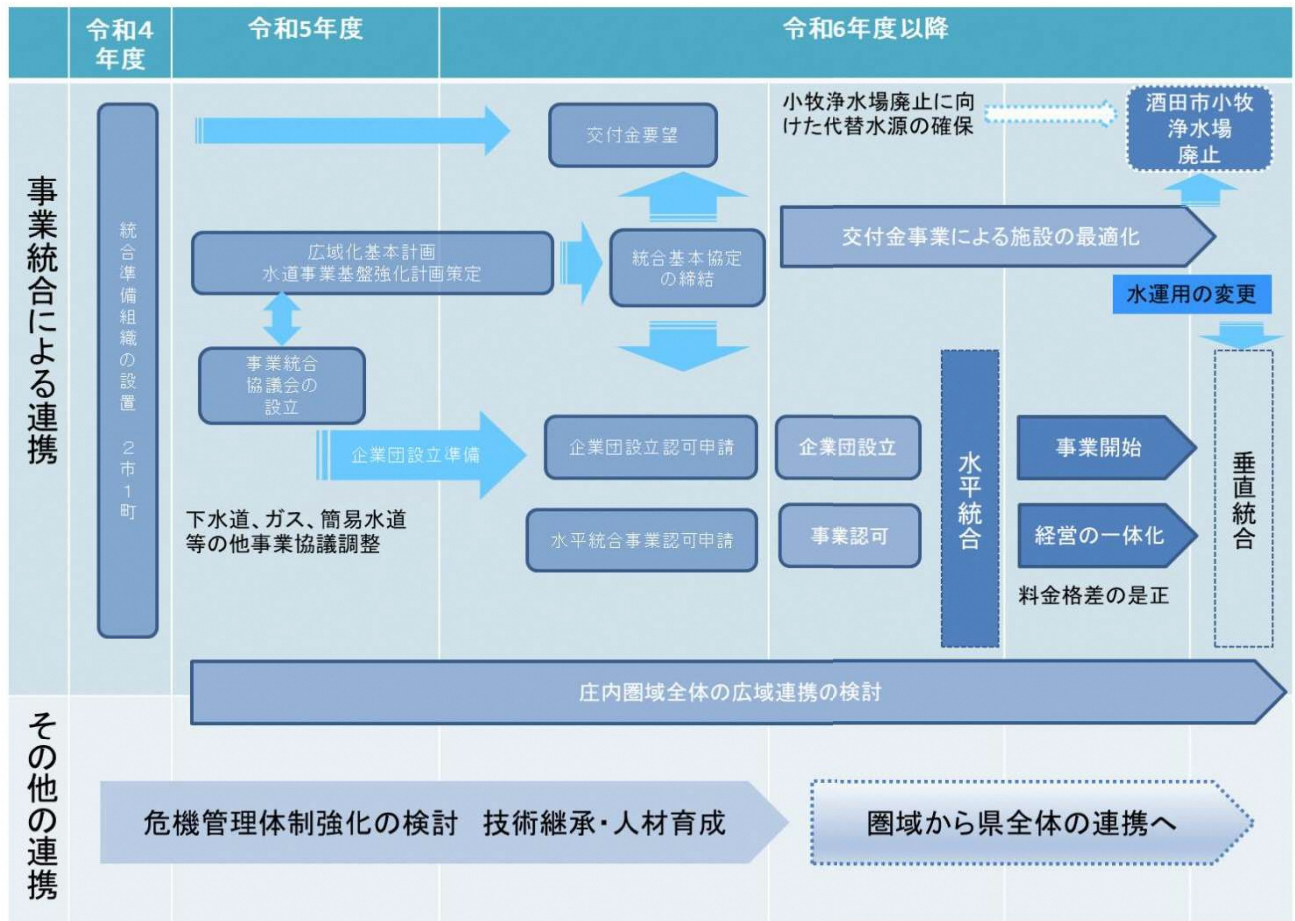 令和4
年度
令和5年度
令和6年度以降
事業統合による連携
統合準備組織の設置 2市1町
交付金要望
小牧浄水場廃止に向
けた代替水源の確保
酒田市小牧
浄水場
廃止
広域化基本計画
水道事業基盤強化計画策定
統合基本協定
の締結
交付金事業による施設の最適化
水運用の変更
事業統合
協議会の
設立
企業団設立準備
企業団設立認可申請
企業団設立
水平統合
事業開始
垂直統合
下水道、ガス、簡易水道
等の他事業協議調整
水平統合事業認可申請
事業認可
経営の一体化
料金格差の是正
庄内圏域全体の広域連携の検討
その他の連携
危機管理体制強化の検討 技術継承・人材育成
圏域から県全体の連携へ